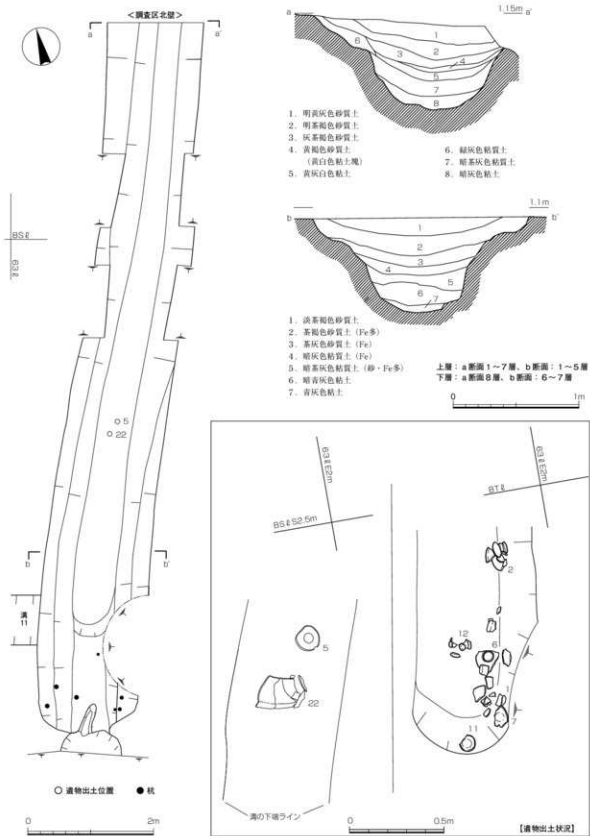 <調査区北壁>
a a'
BSℓ
63ℓ
5
22
b b'
溝
11
○ 遺物出土位置 ● 杭
0 2m
a 1.15m a'
1
2
3
4
5
6
7
8
1. 明黄灰色砂質土
2. 明茶褐色砂質土
3. 灰茶褐色砂質土
4. 黄褐色砂質土
(黄白色粘土塊)
5. 黄灰白色粘土
6. 緑灰色粘質土
7. 暗茶灰色粘質土
8. 暗灰色粘土
b 1.1m b'
1
2
3
4
5
6
7
1. 淡茶褐色砂質土
2. 茶褐色砂質土(Fe多)
3. 茶灰色砂質土(Fe)
4. 暗灰色粘質土(Fe)
5. 暗茶灰色粘質土(砂・Fe多)
6. 暗青灰色粘土
7. 青灰色粘土
上層:a断面1~7層、b断面:1~5層
下層:a断面8層、b断面:6~7層
0 1m
63ℓE2m
BSℓS2.5m
5
22
溝の下端ライン
63ℓE2m
BTℓ
2
12
6
1
7
11
0 0.5m
【遺物出土状況】